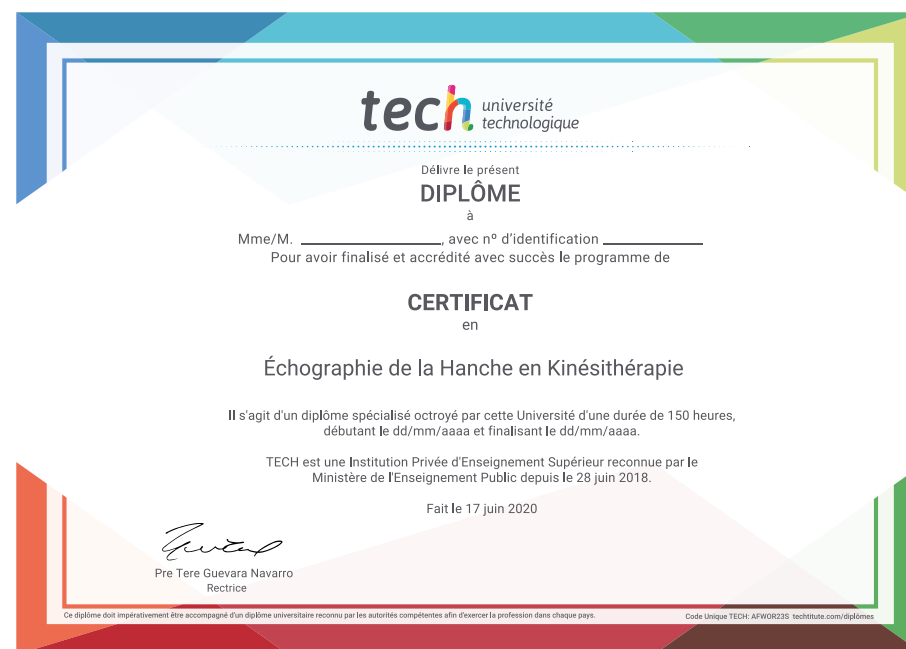 tech université
technologique
Délivre le présent
DIPLÔME
à
Mme/M. ____________________, avec nº d'identification ______________
Pour avoir finalisé et accrédité avec succès le programme de
CERTIFICAT
en
Échographie de la Hanche en Kinésithérapie
Il s'agit d'un diplôme spécialisé octroyé par cette Université d'une durée de 150 heures,
débutant le dd/mm/aaaa et finalisant le dd/mm/aaaa.
TECH est une Institution Privée d'Enseignement Supérieur reconnue par le
Ministère de l'Enseignement Public depuis le 28 juin 2018.
Fait le 17 juin 2020
Pre Tere Guevara Navarro
Rectrice
Ce diplôme doit impérativement être accompagné d'un diplôme universitaire reconnu par les autorités compétentes afin d'exercer la profession dans chaque pays.
Code Unique TECH: AFWOR23S techtitute.com/diplômes